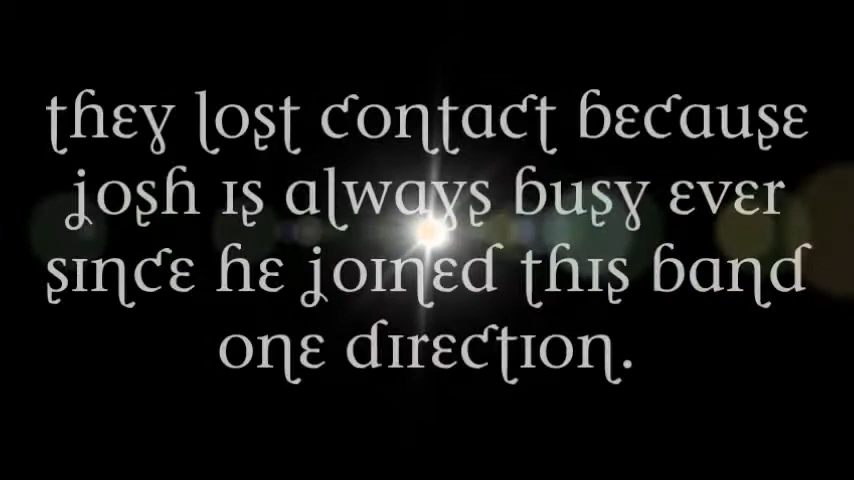 they lost contact because
josh is always busy ever
since he joined this band
one direction.